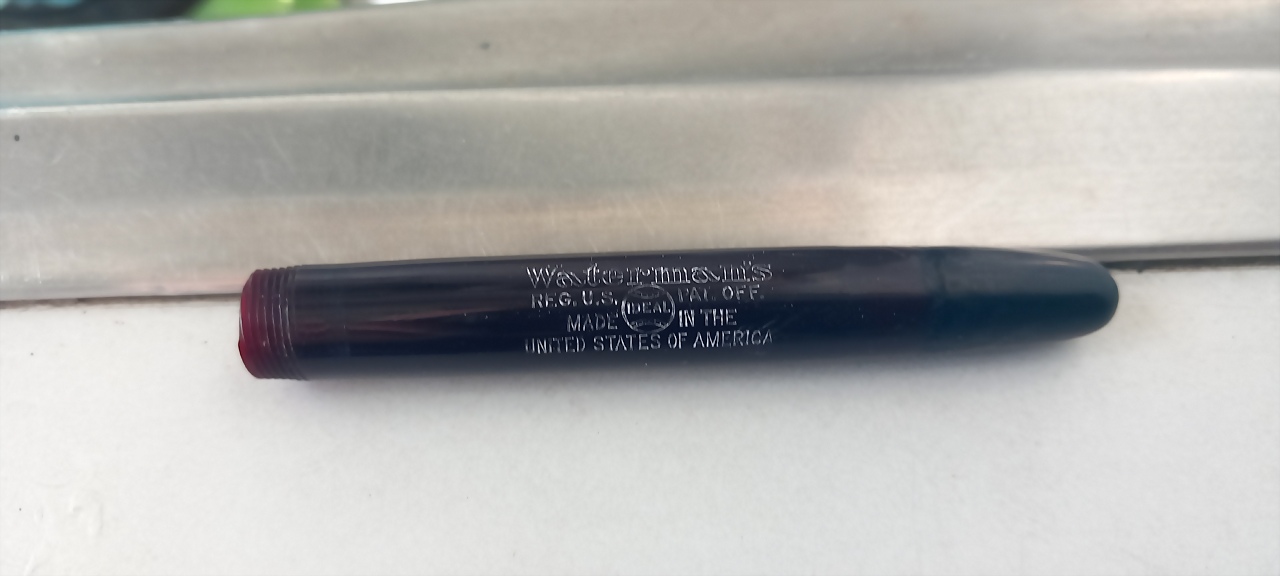 Waterman's
REG. U.S. PAT. OFF.
IDEAL
MADE IN THE
UNITED STATES OF AMERICA